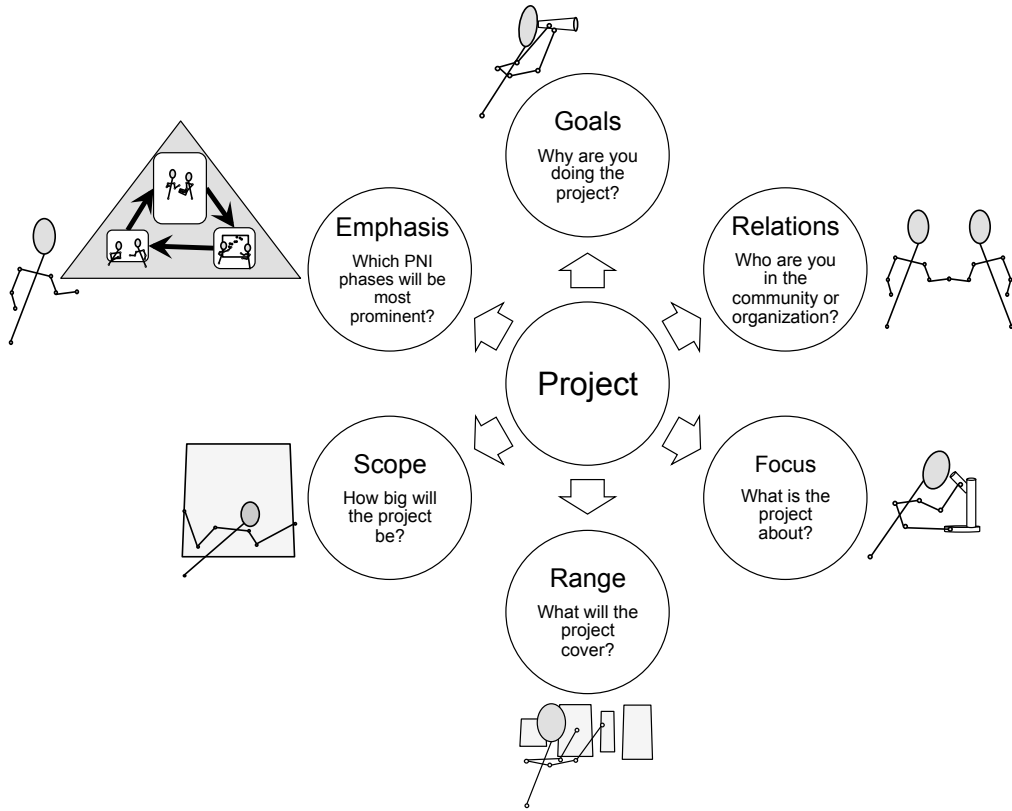 Goals
Why are you
doing the
project?
Relations
Who are you
in the
community or
organization?
Focus
What is the
project
about?
Range
What will the
project
cover?
Scope
How big will
the project
be?
Emphasis
Which PNI
phases will be
most
prominent?
Project